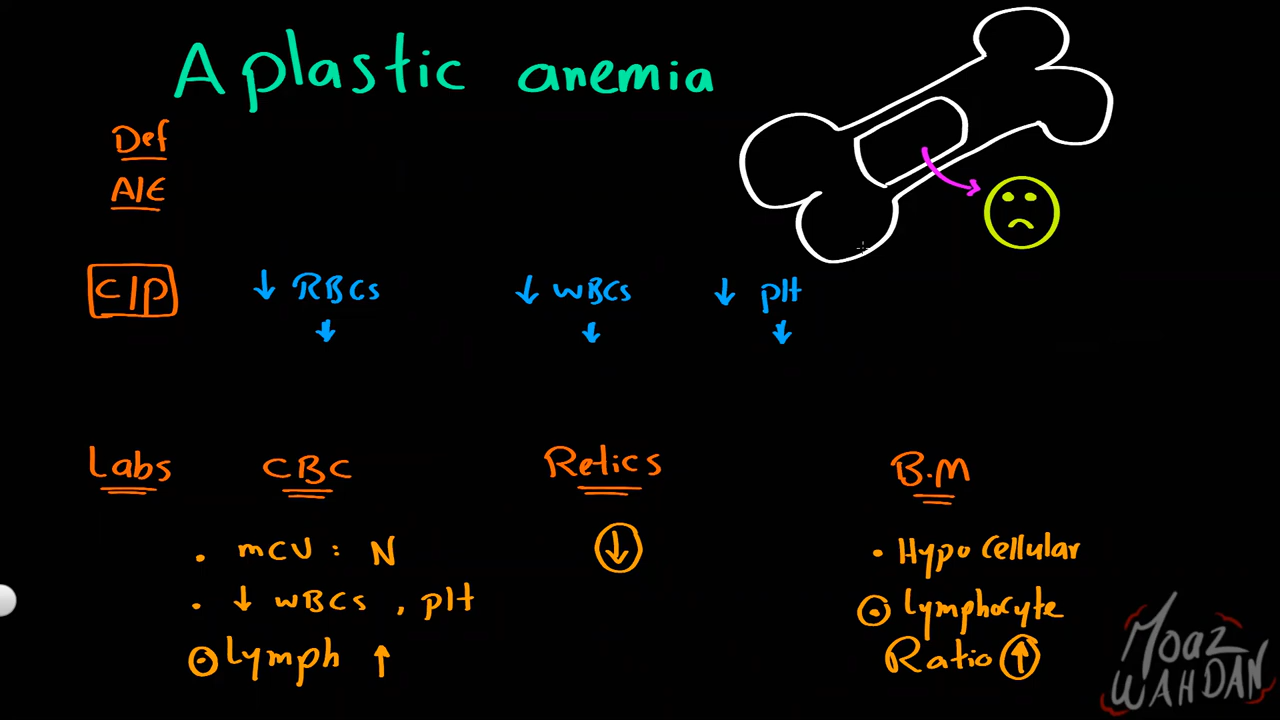 Aplastic anemia
Def
A/E
C/P ↓ RBCs ↓ WBCs ↓ plt
↓ ↓ ↓
Labs CBC Retics B.M
• mCV : N ↓ • Hypo Cellular
• ↓ WBCs , plt ⊙ Lymphocyte
⊙ Lymph ↑ Ratio ↑
MOAZ
WAHDAN